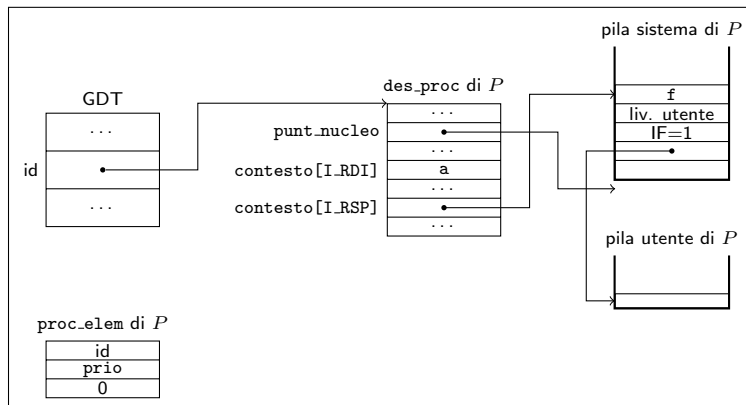 pila sistema di P
GDT
des_proc di P
id
punt_nucleo
contesto[I_RDI]
contesto[I_RSP]
...
...
...
...
a
...
...
f
liv. utente
IF=1
pila utente di P
proc_elem di P
id
prio
0